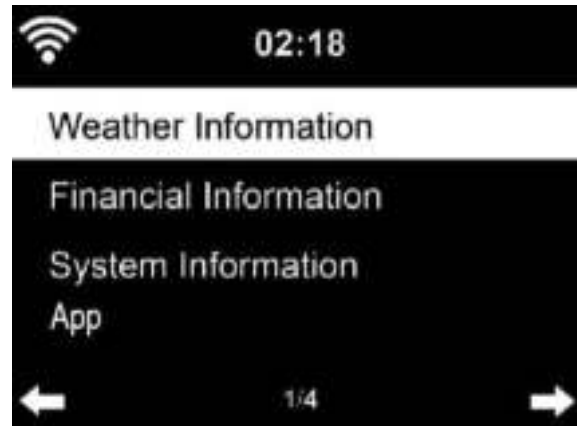 02:18
Weather Information
Financial Information
System Information
App
1/4